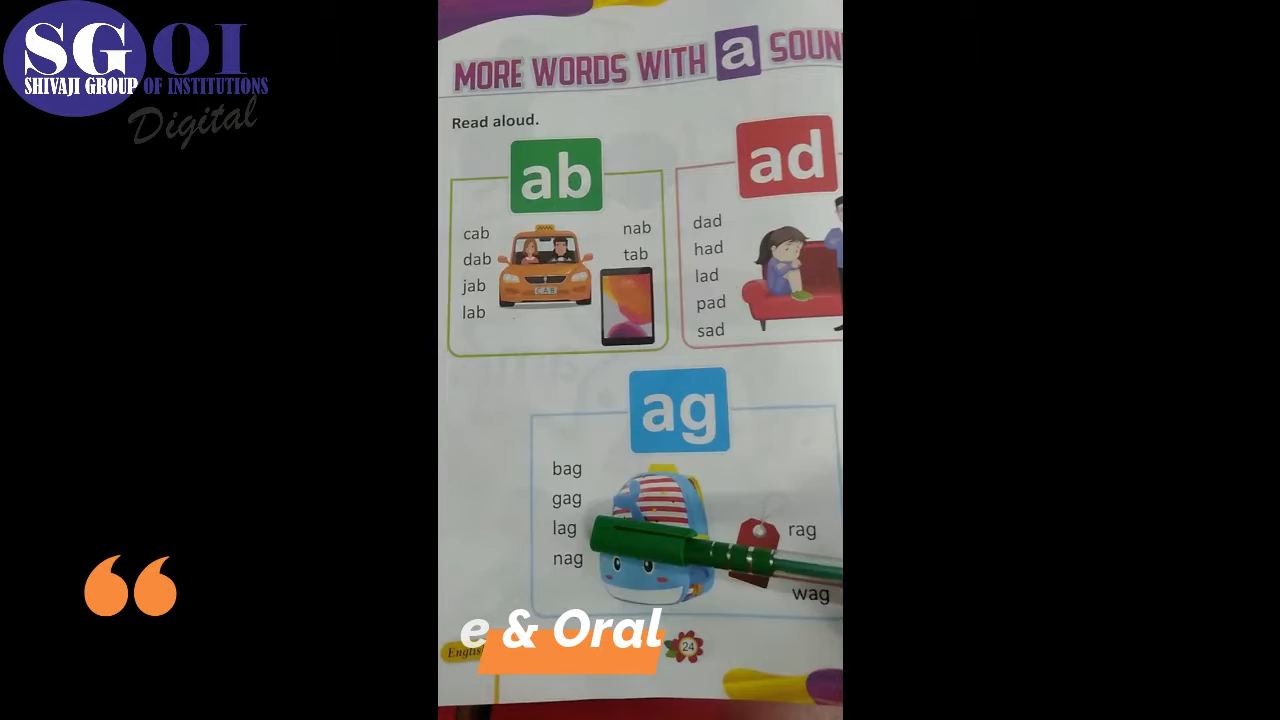 SGOI
SHIVAJI GROUP OF INSTITUTIONS
Digital
MORE WORDS WITH a SOUN
Read aloud.
ab
cab
dab
jab
lab
nab
tab
CAB
ad
dad
had
lad
pad
sad
ag
bag
gag
lag
nag
rag
wag
e & Oral
Englis
24